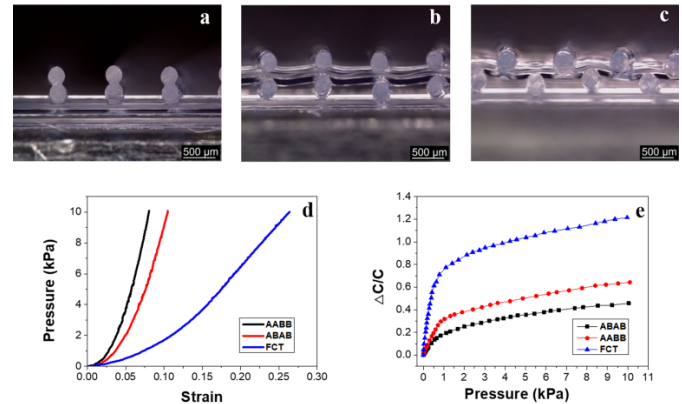 a
500 µm
b
500 µm
c
500 µm
d
Pressure (kPa)
10
8
6
4
2
0
0.00 0.05 0.10 0.15 0.20 0.25 0.30
Strain
AABB
ABAB
FCT
e
△C/C
1.4
1.2
1.0
0.8
0.6
0.4
0.2
0.0
0 1 2 3 4 5 6 7 8 9 10 11
Pressure (kPa)
ABAB
AABB
FCT